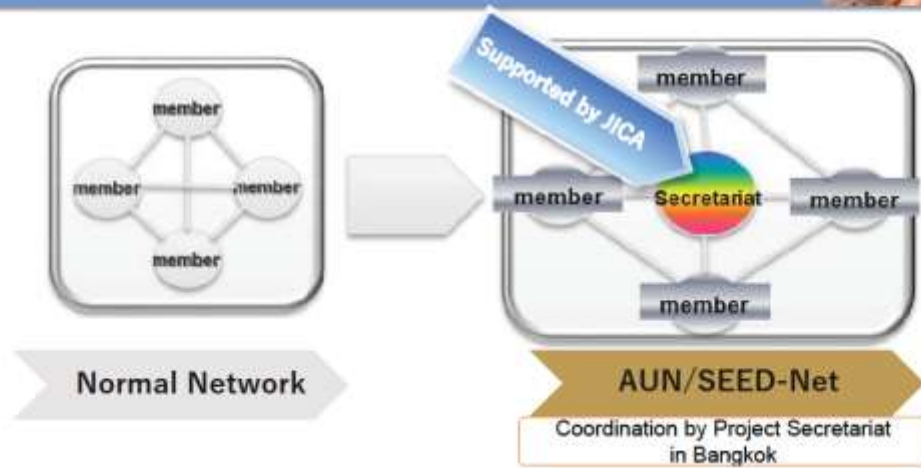 Supported by JICA
member
member
member
member
member
member
Secretariat
member
member
Normal Network
AUN/SEED-Net
Coordination by Project Secretariat
in Bangkok